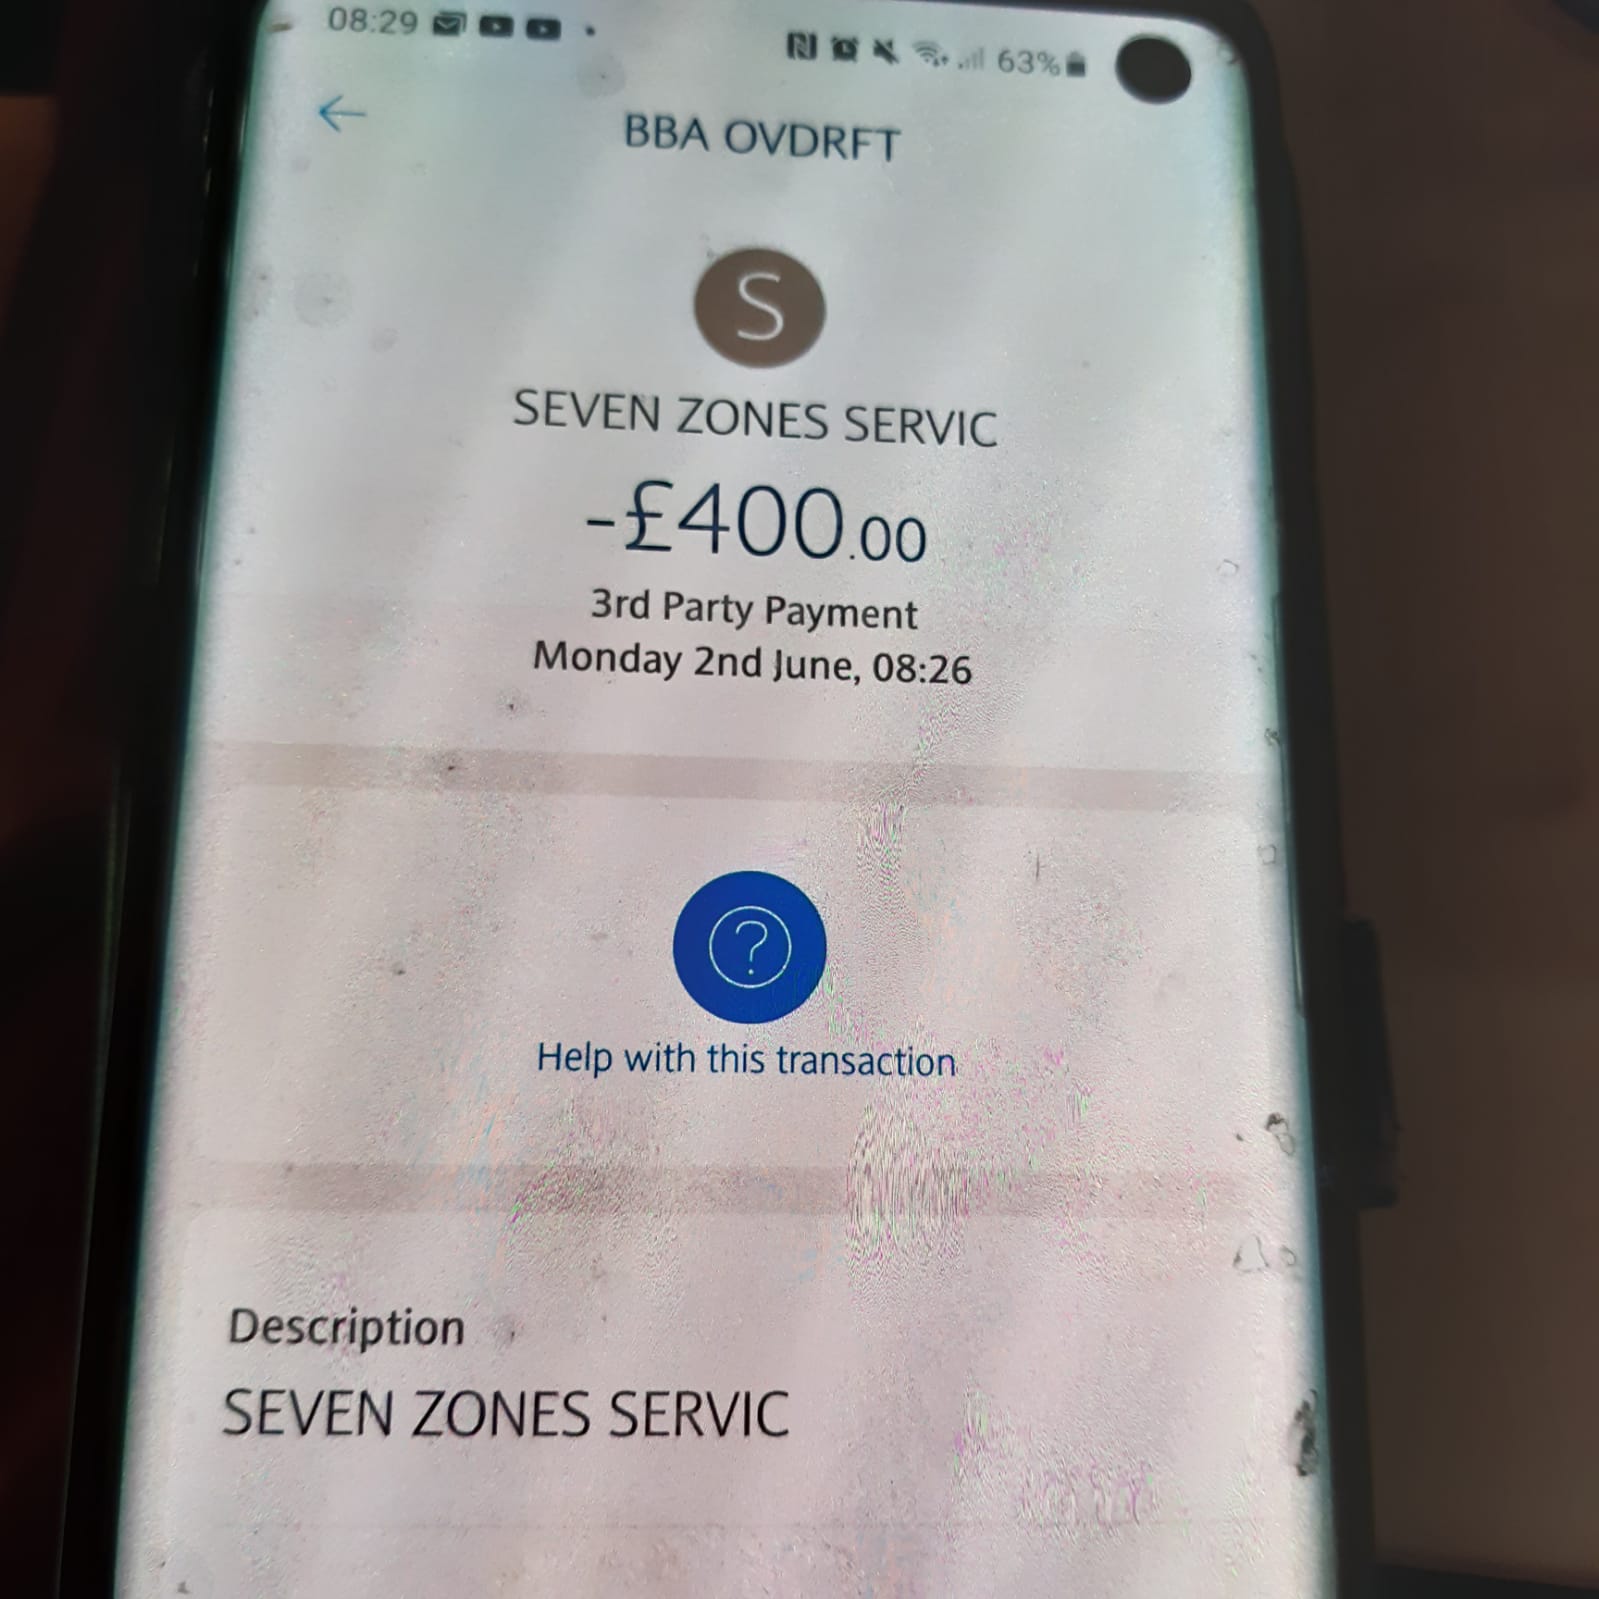 08:29
63%
BBA OVDRFT
S
SEVEN ZONES SERVIC
-£400.00
3rd Party Payment
Monday 2nd June, 08:26
?
Help with this transaction
Description
SEVEN ZONES SERVIC